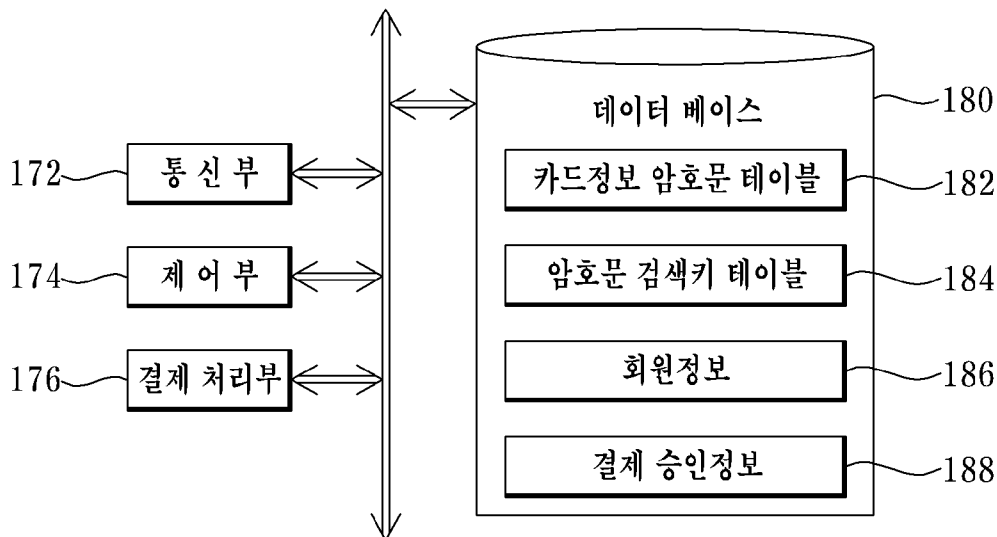 데이터 베이스
180
172
통신부
카드정보 암호문 테이블
182
174
제어부
암호문 검색키 테이블
184
176
결제 처리부
회원정보
186
결제 승인정보
188